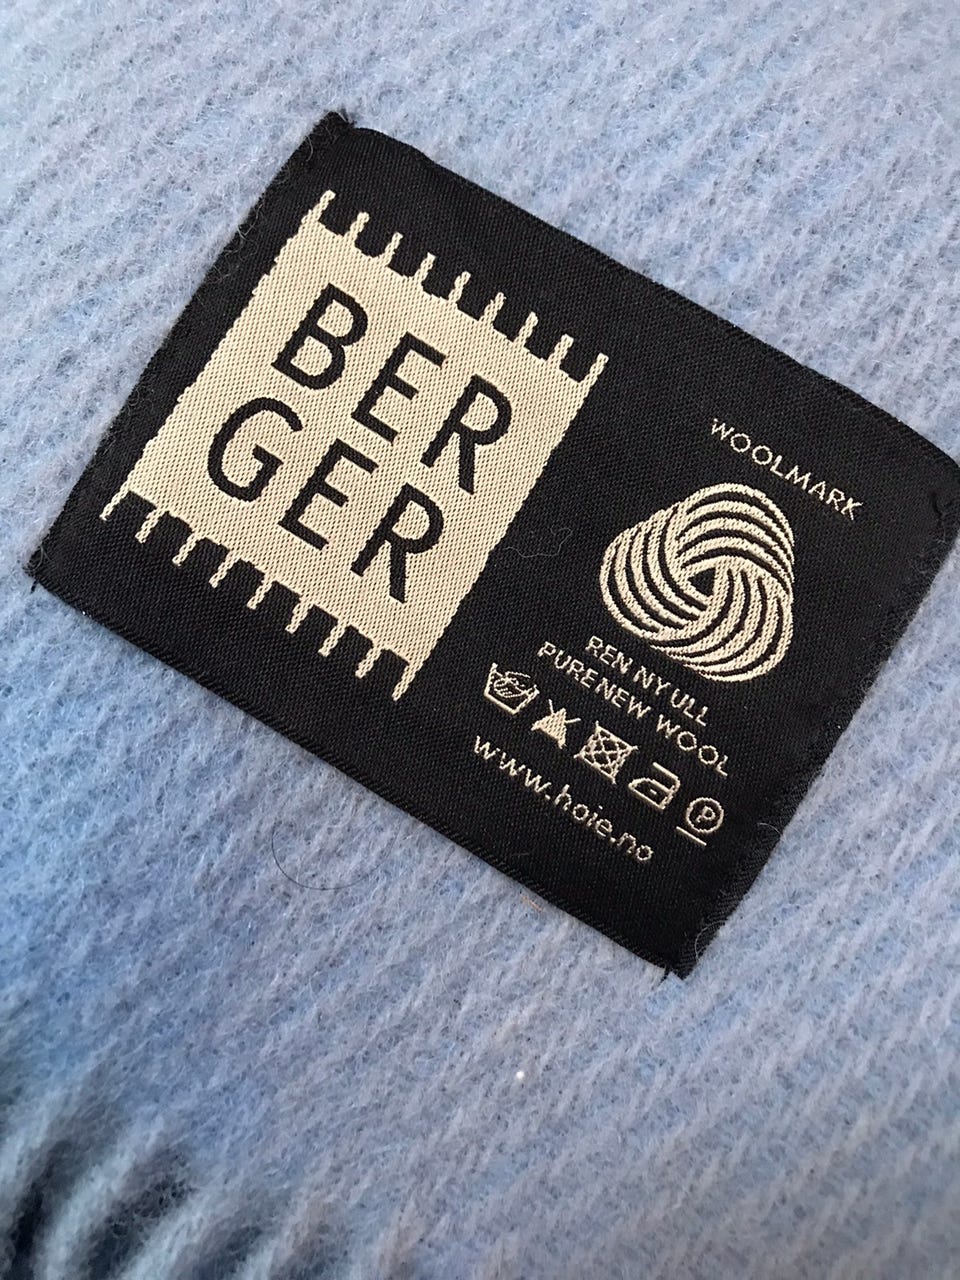 BER
GER
WOOLMARK
REN NY ULL
PURE NEW WOOL
P
www.hoie.no